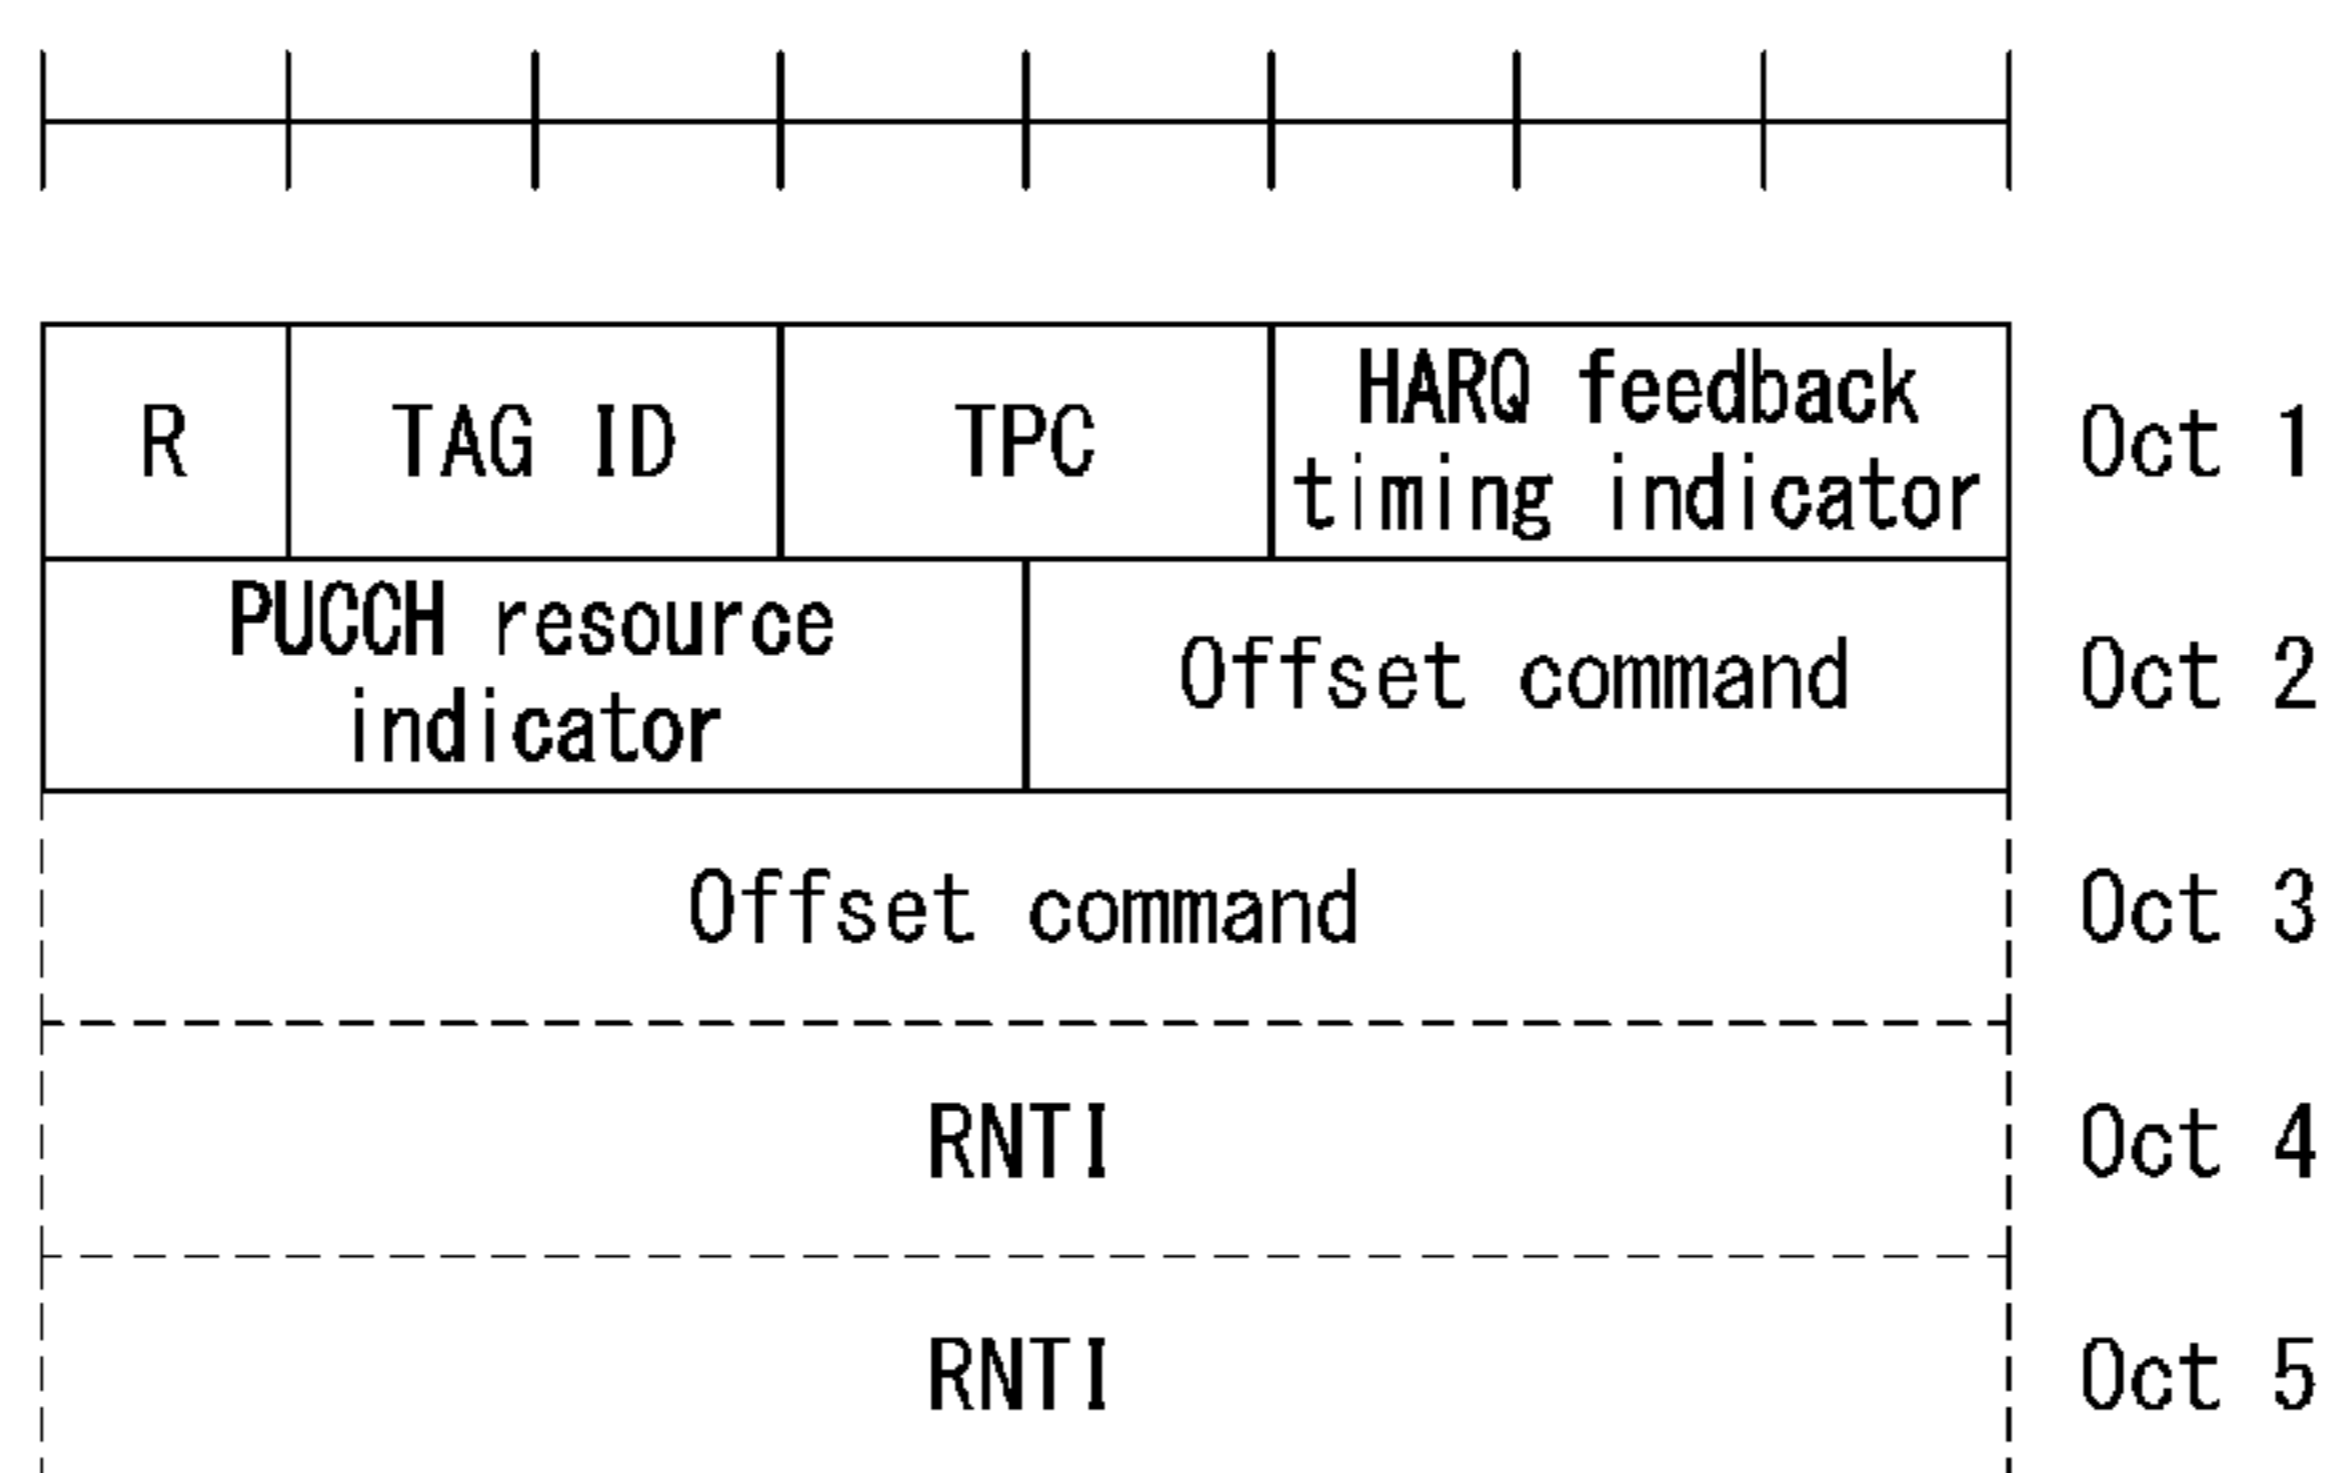 R TAG ID TPC HARQ feedback
timing indicator Oct 1
PUCCH resource
indicator Offset command Oct 2
Offset command Oct 3
RNTI Oct 4
RNTI Oct 5